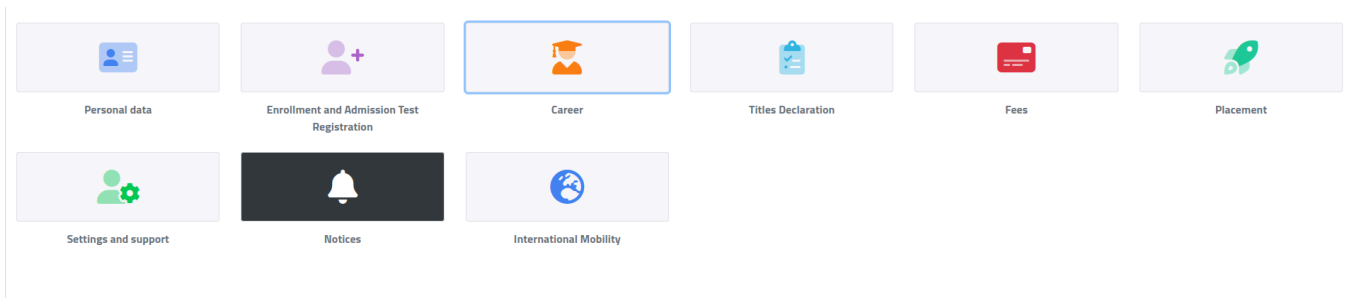 Personal data
Enrollment and Admission Test
Registration
Career
Titles Declaration
Fees
Placement
Settings and support
Notices
International Mobility